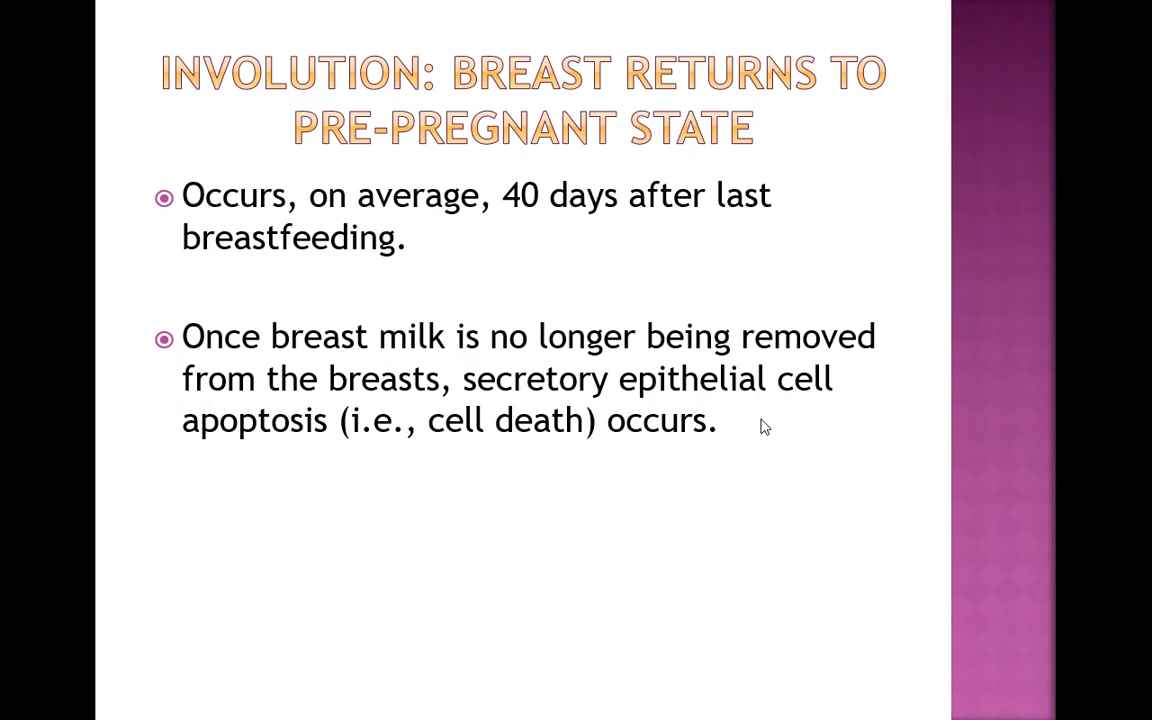 INVOLUTION: BREAST RETURNS TO
PRE-PREGNANT STATE
Occurs, on average, 40 days after last
breastfeeding.
Once breast milk is no longer being removed
from the breasts, secretory epithelial cell
apoptosis (i.e., cell death) occurs.